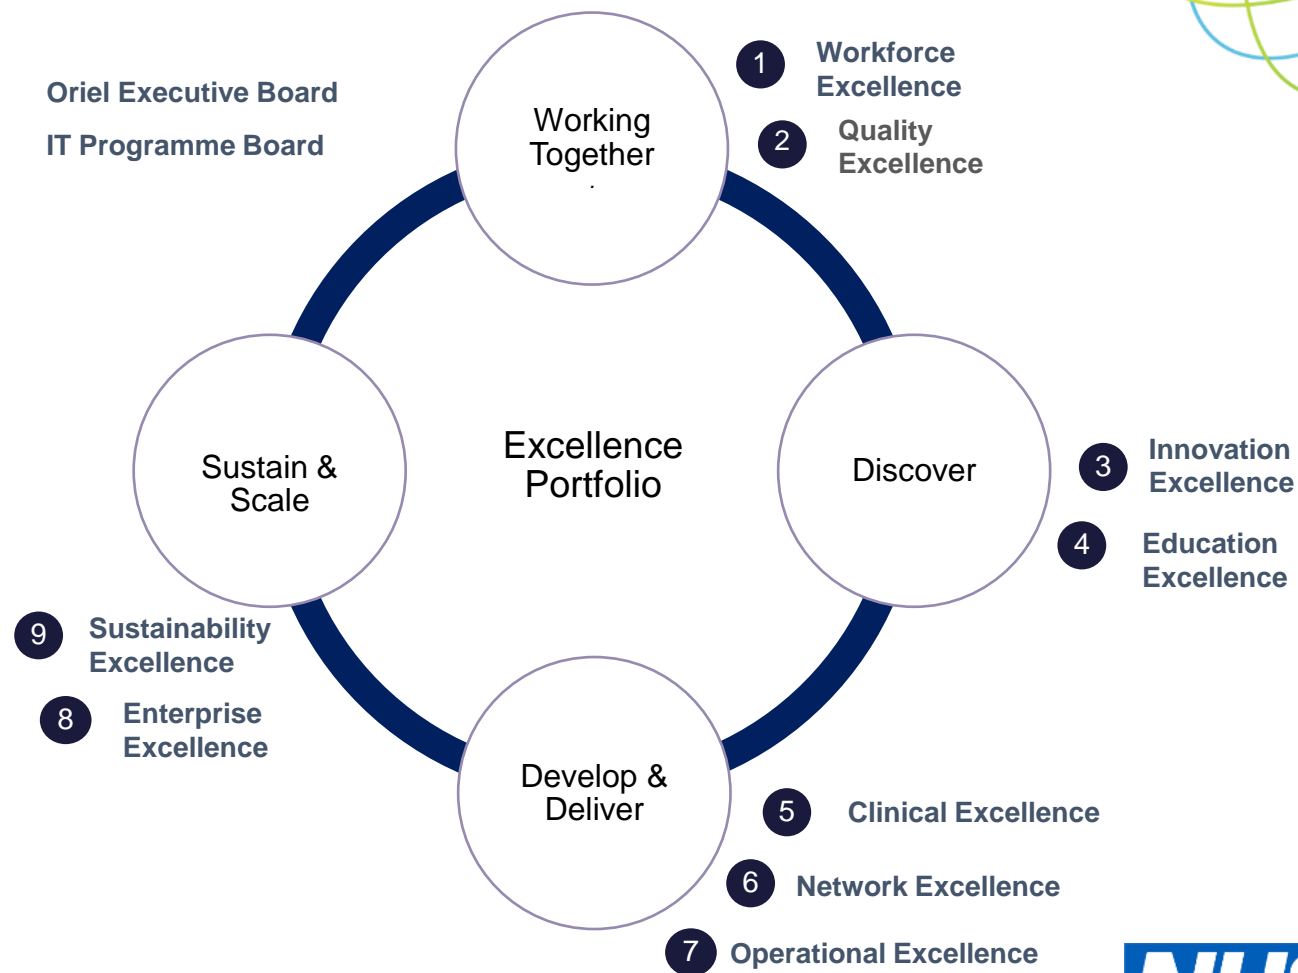 Oriel Executive Board
IT Programme Board
Working
Together
.
1
Workforce
Excellence
2
Quality
Excellence
Excellence
Portfolio
Discover
3
Innovation
Excellence
4
Education
Excellence
Sustain &
Scale
9
Sustainability
Excellence
8
Enterprise
Excellence
Develop &
Deliver
5
Clinical Excellence
6
Network Excellence
7
Operational Excellence
NHS